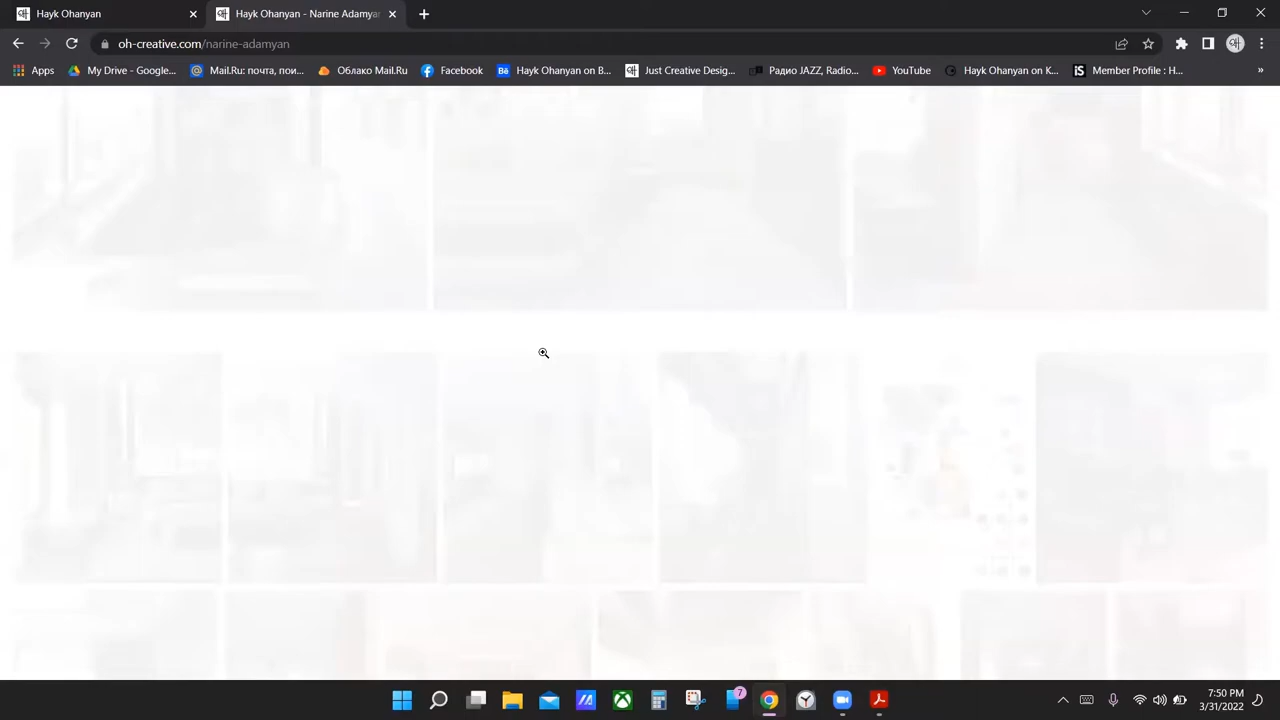 Hayk Ohanyan
Hayk Ohanyan - Narine Adamyan
oh-creative.com/narine-adamyan
Apps
My Drive - Google...
Mail.Ru: почта, пои...
Облако Mail.Ru
Facebook
Hayk Ohanyan on B...
Just Creative Desig...
Радио JAZZ, Радио...
YouTube
Hayk Ohanyan on K...
Member Profile : H...
7
7:50 PM
3/31/2022